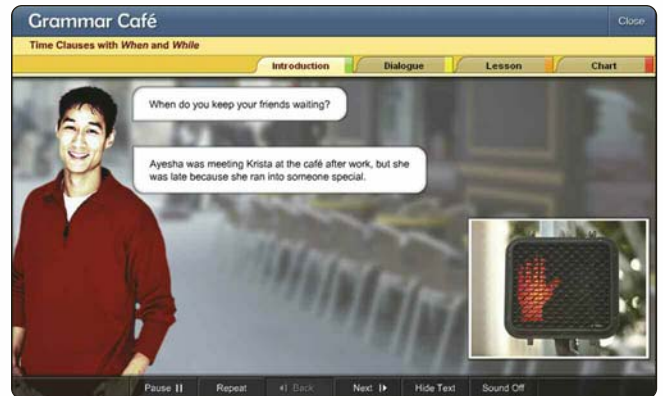 Grammar Café
Close
Time Clauses with When and While
Introduction
Dialogue
Lesson
Chart
When do you keep your friends waiting?
Ayesha was meeting Krista at the café after work, but she
was late because she ran into someone special.
Pause
Repeat
Back
Next
Hide Text
Sound Off